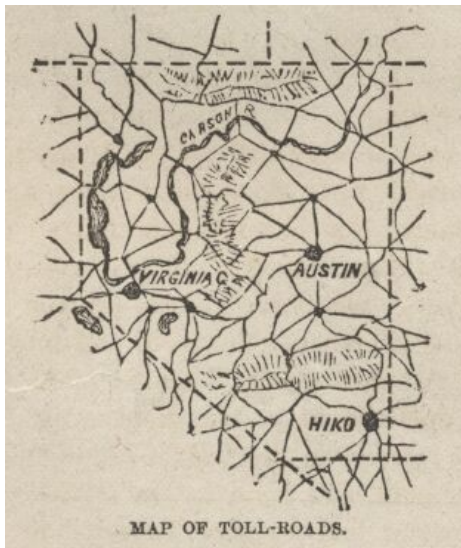 CARSON R.
VIRGINIA C.
AUSTIN
HIKO
MAP OF TOLL-ROADS.